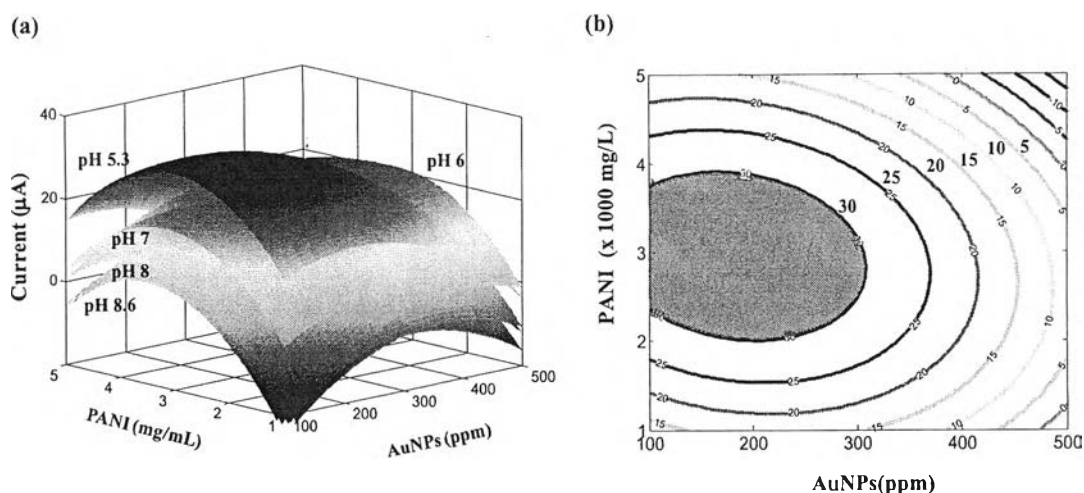 (a)
40
20
0
5
4
3
2
1
100
200
300
400
500
Current (µA)
PANI (mg/mL)
AuNPs (ppm)
pH 5.3
pH 6
pH 7
pH 8
pH 8.6
(b)
5
4
3
2
1
100
200
300
400
500
PANI (x 1000 mg/L)
AuNPs(ppm)
30
25
20
15
10
5